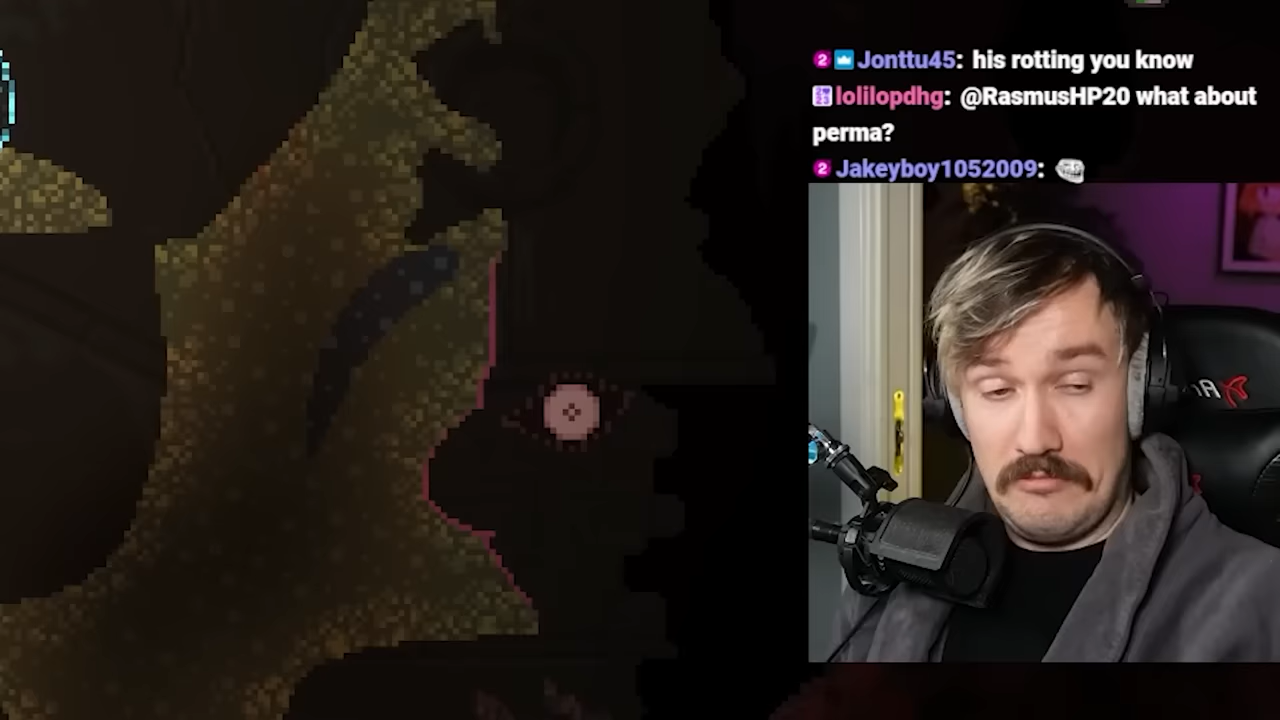 Jonttu45: his rotting you know
lolilopdhg: @RasmusHP20 what about
perma?
Jakeyboy1052009: